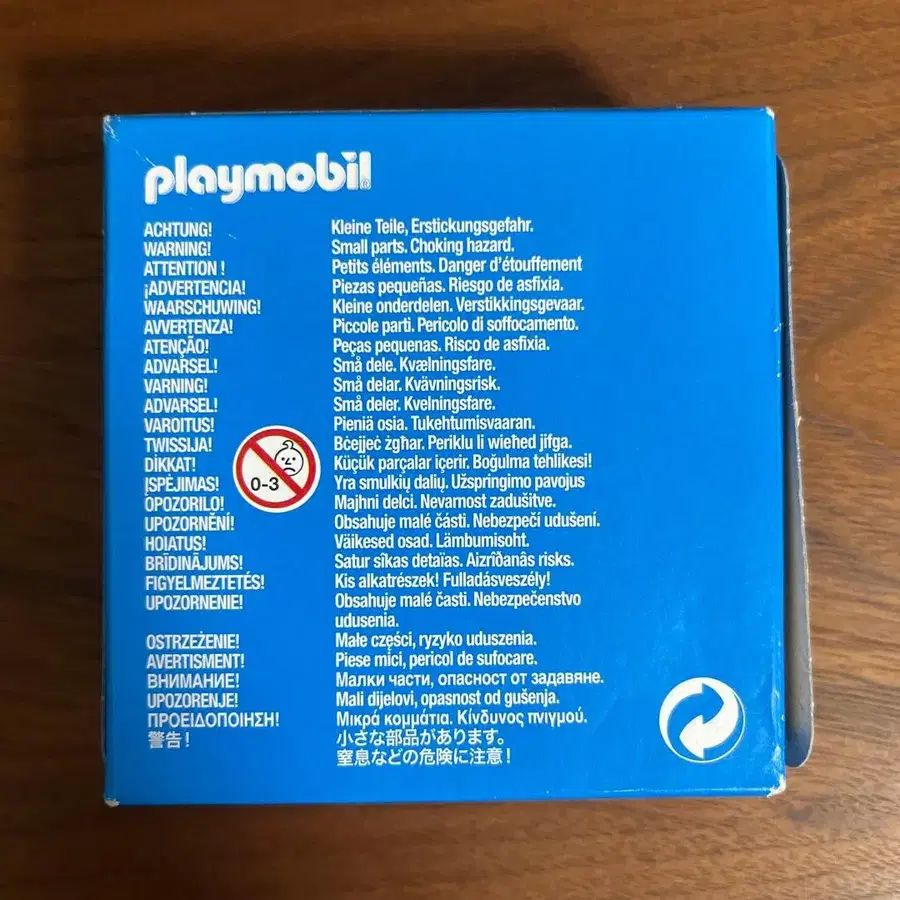 playmobil®
ACHTUNG! Kleine Teile, Erstickungsgefahr.
WARNING! Small parts. Choking hazard.
ATTENTION ! Petits éléments. Danger d'étouffement
¡ADVERTENCIA! Piezas pequeñas. Riesgo de asfixia.
WAARSCHUWING! Kleine onderdelen. Verstikkingsgevaar.
AVVERTENZA! Piccole parti. Pericolo di soffocamento.
ATENÇÃO! Peças pequenas. Risco de asfixia.
ADVARSEL! Små dele. Kvælningsfare.
VARNING! Små delar. Kvävningsrisk.
ADVARSEL! Små deler. Kvelningsfare.
VAROITUS! Pieniä osia. Tukehtumisvaaran.
TWISSIJA! Bċejjeċ żgħar. Periklu li wieħed jifga.
DİKKAT! Küçük parçalar içerir. Boğulma tehlikesi!
ĮSPĖJIMAS! Yra smulkių dalių. Užspringimo pavojus
0-3
OPOZORILO! Majhni delci. Nevarnost zadušitve.
UPOZORNĚNÍ! Obsahuje malé části. Nebezpečí udušení.
HOIATUS! Väikesed osad. Lämbumisoht.
BRĪDINĀJUMS! Satur sîkas detaïas. Aizrîðanâs risks.
FIGYELMEZTETÉS! Kis alkatrészek! Fulladásveszély!
UPOZORNENIE! Obsahuje malé časti. Nebezpečenstvo
udusenia.
OSTRZEŻENIE! Małe części, ryzyko uduszenia.
AVERTISMENT! Piese mici, pericol de sufocare.
ВНИМАНИЕ! Малки части, опасност от задавяне.
UPOZORENJE! Mali dijelovi, opasnost od gušenja.
ΠΡΟΕΙΔΟΠΟΙΗΣΗ! Μικρά κομμάτια. Κίνδυνος πνιγμού.
警告! 小さな部品があります。
窒息などの危険に注意!